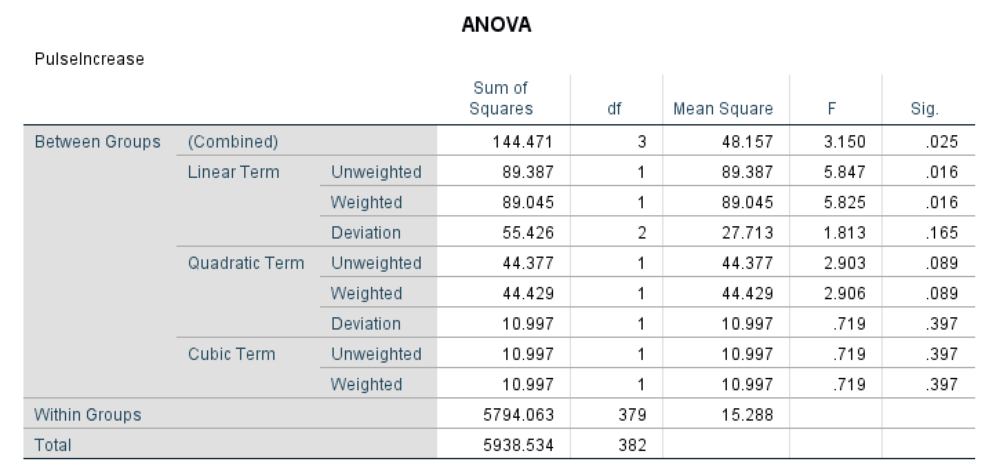 ANOVA
PulseIncrease
Sum of Squares df Mean Square F Sig.
Between Groups (Combined) 144.471 3 48.157 3.150 .025
Linear Term Unweighted 89.387 1 89.387 5.847 .016
Weighted 89.045 1 89.045 5.825 .016
Deviation 55.426 2 27.713 1.813 .165
Quadratic Term Unweighted 44.377 1 44.377 2.903 .089
Weighted 44.429 1 44.429 2.906 .089
Deviation 10.997 1 10.997 .719 .397
Cubic Term Unweighted 10.997 1 10.997 .719 .397
Weighted 10.997 1 10.997 .719 .397
Within Groups 5794.063 379 15.288
Total 5938.534 382